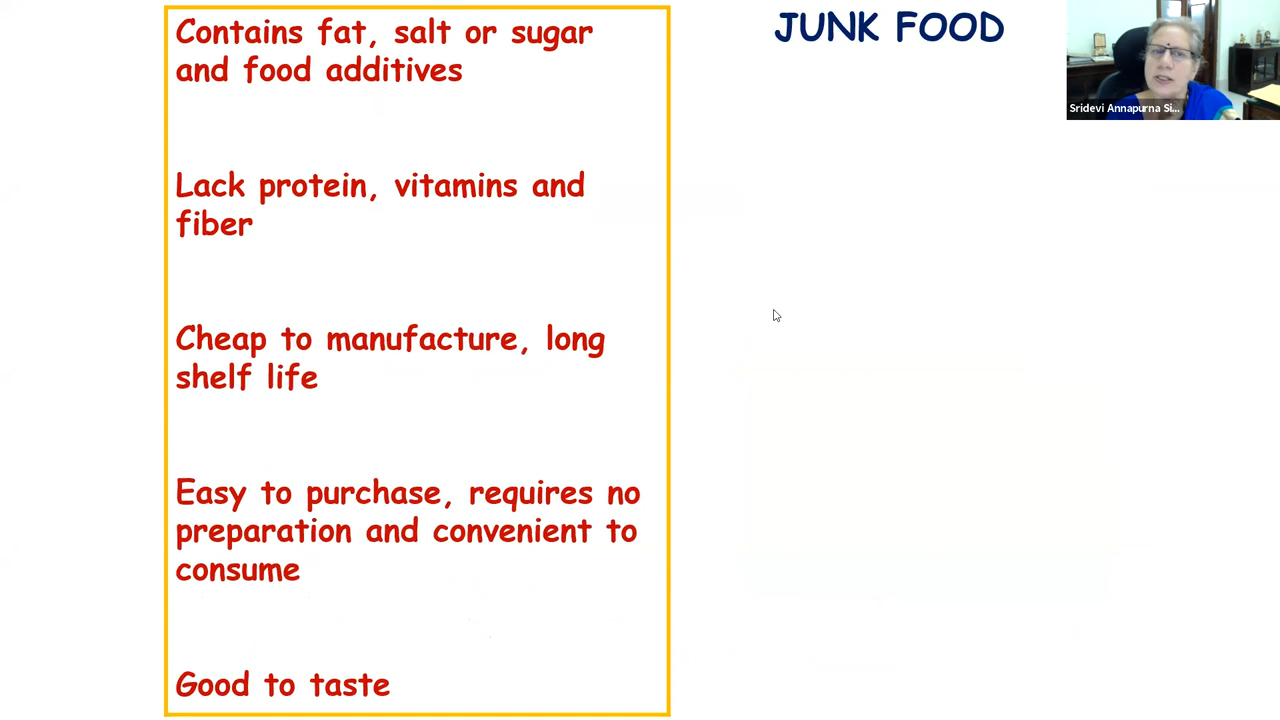 Contains fat, salt or sugar
and food additives
Lack protein, vitamins and
fiber
Cheap to manufacture, long
shelf life
Easy to purchase, requires no
preparation and convenient to
consume
Good to taste
JUNK FOOD
Sridevi Annapurna Si...